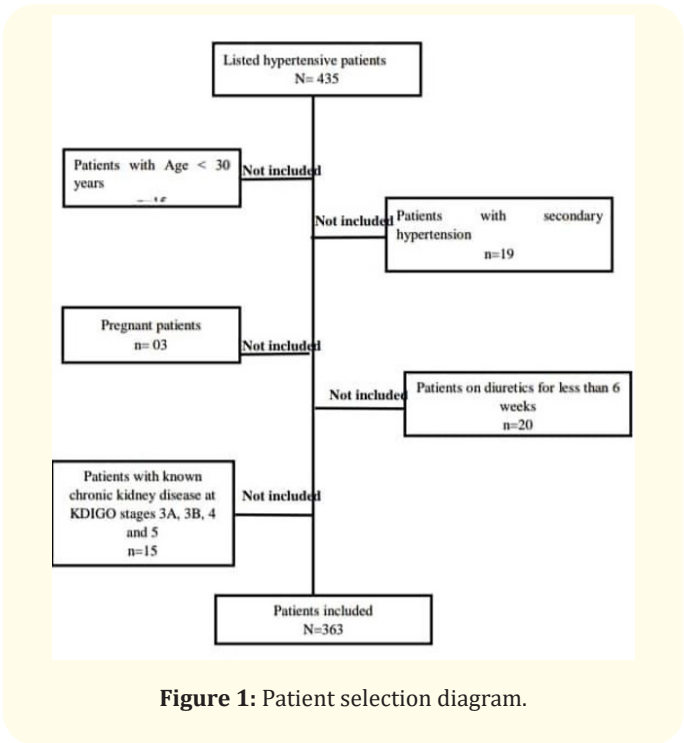 Listed hypertensive patients
N= 435
Patients with Age < 30
years
Not included
Not included
Patients with secondary
hypertension
n=19
Pregnant patients
n= 03
Not included
Not included
Patients on diuretics for less than 6
weeks
n=20
Patients with known
chronic kidney disease at
KDIGO stages 3A, 3B, 4
and 5
n=15
Not included
Patients included
N=363
Figure 1: Patient selection diagram.